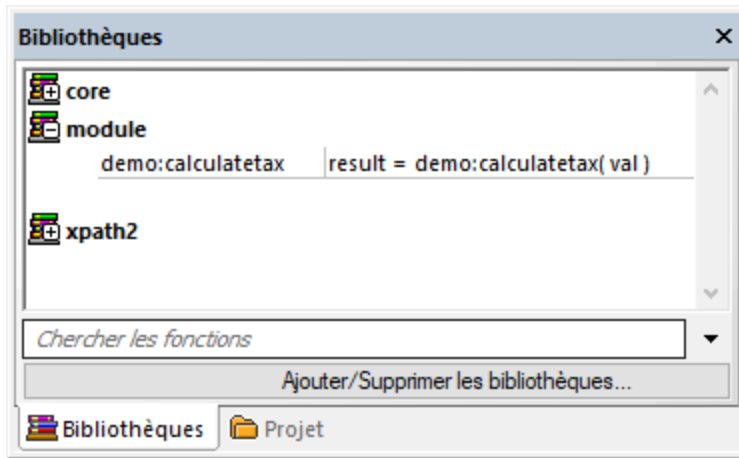 Bibliothèques
core
module
demo:calculatetax result = demo:calculatetax( val )
xpath2
Chercher les fonctions
Ajouter/Supprimer les bibliothèques...
Bibliothèques Projet